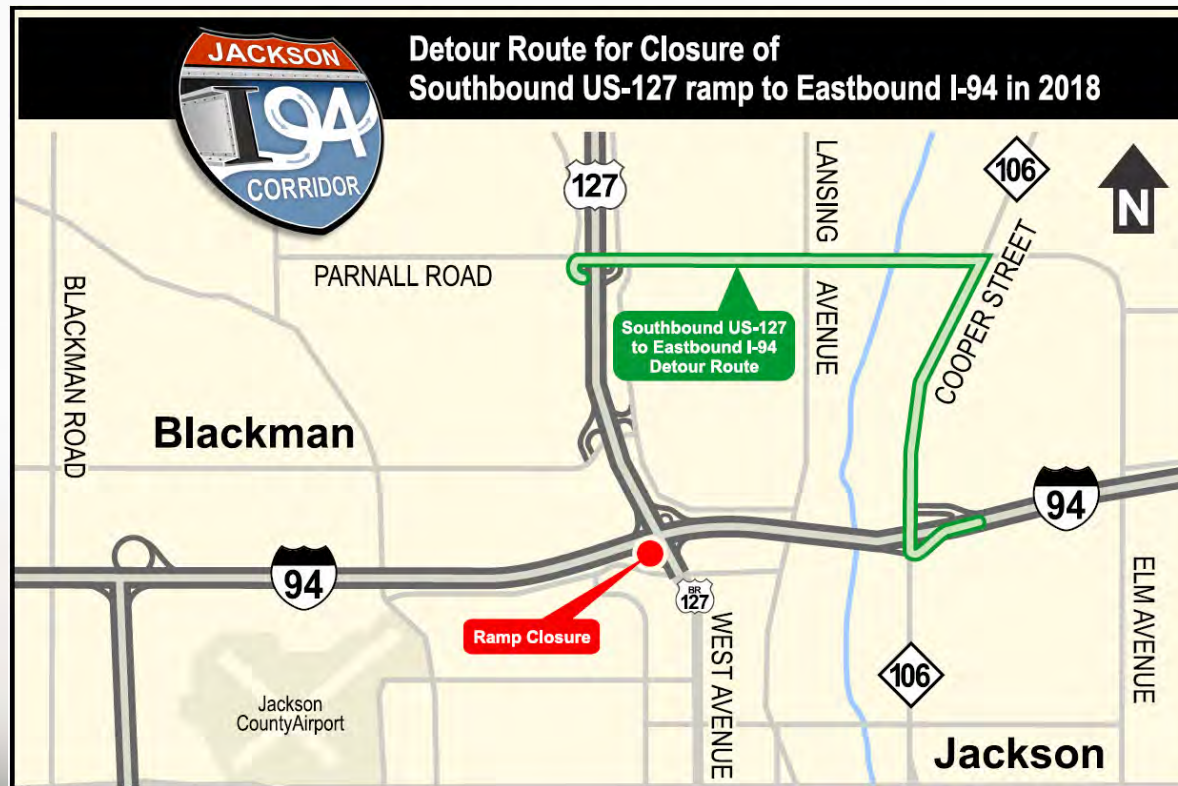 JACKSON
I 94
CORRIDOR
Detour Route for Closure of
Southbound US-127 ramp to Eastbound I-94 in 2018
127
LANSING AVENUE
106
N
PARNALL ROAD
BLACKMAN ROAD
Southbound US-127
to Eastbound I-94
Detour Route
COOPER STREET
Blackman
94
94
BR
127
Ramp Closure
WEST AVENUE
ELM AVENUE
106
Jackson
CountyAirport
Jackson